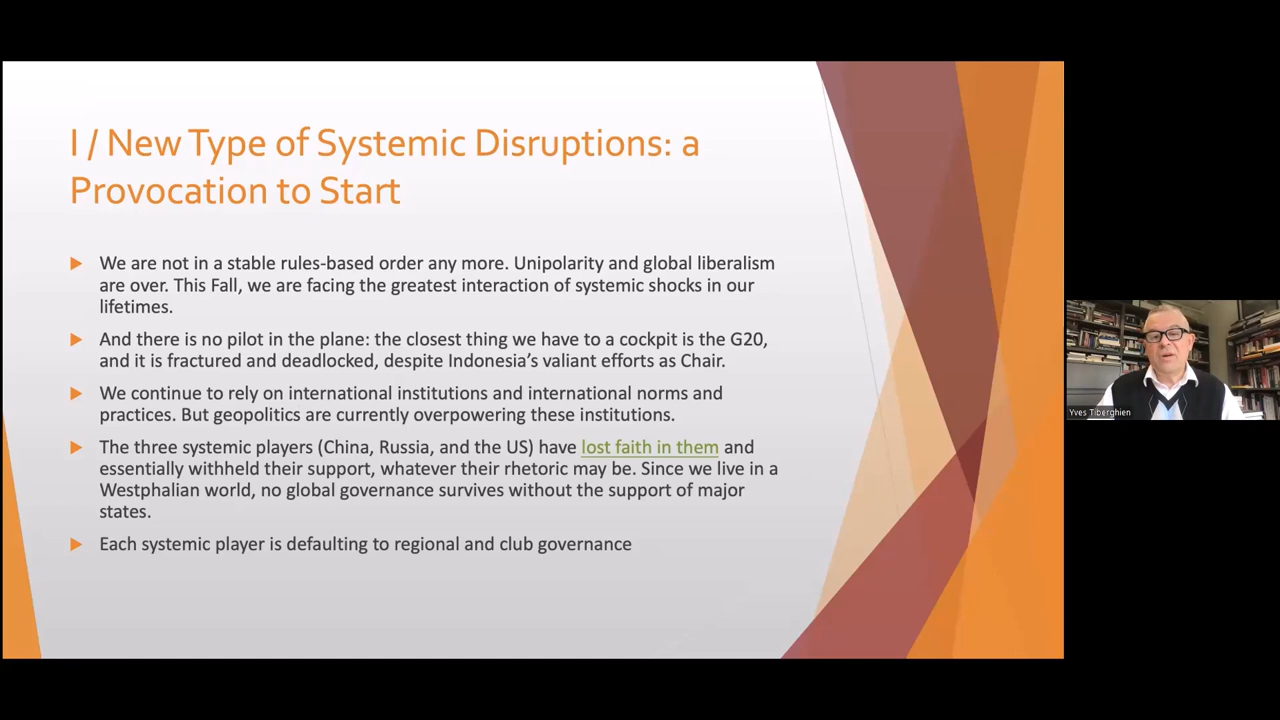 I / New Type of Systemic Disruptions: a
Provocation to Start
We are not in a stable rules-based order any more. Unipolarity and global liberalism
are over. This Fall, we are facing the greatest interaction of systemic shocks in our
lifetimes.
And there is no pilot in the plane: the closest thing we have to a cockpit is the G20,
and it is fractured and deadlocked, despite Indonesia’s valiant efforts as Chair.
We continue to rely on international institutions and international norms and
practices. But geopolitics are currently overpowering these institutions.
The three systemic players (China, Russia, and the US) have lost faith in them and
essentially withheld their support, whatever their rhetoric may be. Since we live in a
Westphalian world, no global governance survives without the support of major
states.
Each systemic player is defaulting to regional and club governance
Yves Tiberghien